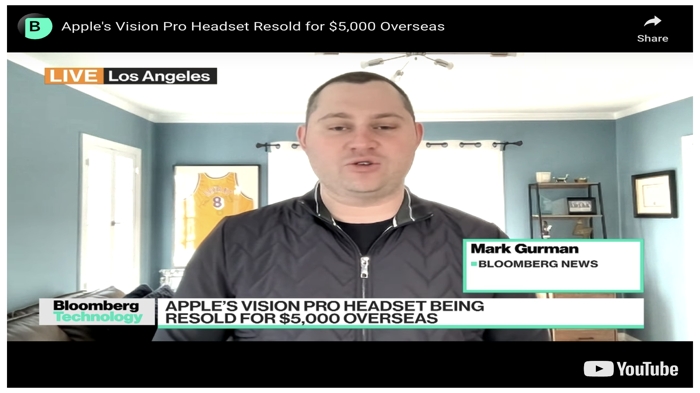 B
Apple's Vision Pro Headset Resold for $5,000 Overseas
Share
LIVE Los Angeles
8
Mark Gurman
BLOOMBERG NEWS
Bloomberg
Technology
APPLE'S VISION PRO HEADSET BEING
RESOLD FOR $5,000 OVERSEAS
YouTube